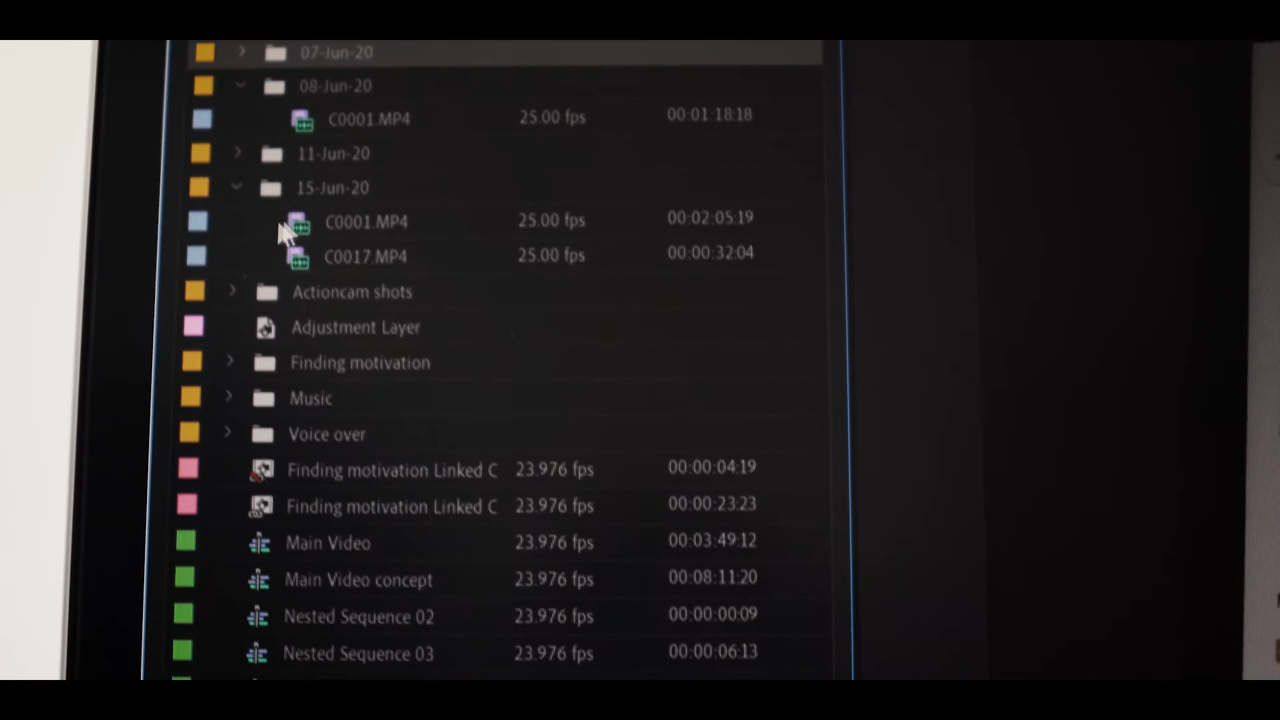 07-Jun-20
08-Jun-20
C0001.MP4 25.00 fps 00:01:18:18
11-Jun-20
15-Jun-20
C0001.MP4 25.00 fps 00:02:05:19
C0017.MP4 25.00 fps 00:00:32:04
Actioncam shots
Adjustment Layer
Finding motivation
Music
Voice over
Finding motivation Linked C 23.976 fps 00:00:04:19
Finding motivation Linked C 23.976 fps 00:00:23:23
Main Video 23.976 fps 00:03:49:12
Main Video concept 23.976 fps 00:08:11:20
Nested Sequence 02 23.976 fps 00:00:00:09
Nested Sequence 03 23.976 fps 00:00:06:13